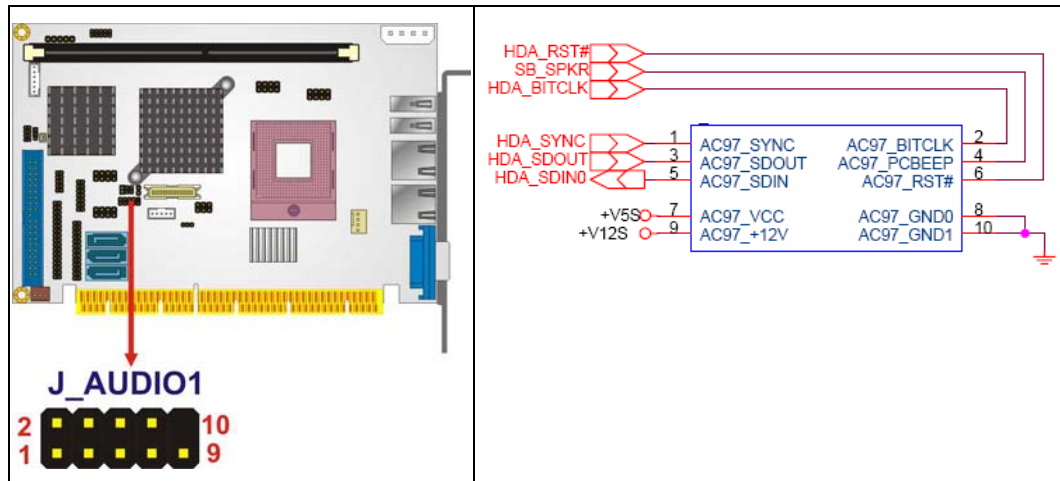 J_AUDIO1
2 10
1 9
HDA_RST#
SB_SPKR
HDA_BITCLK
HDA_SYNC 1 AC97_SYNC AC97_BITCLK 2
HDA_SDOUT 3 AC97_SDOUT AC97_PCBEEP 4
HDA_SDIN0 5 AC97_SDIN AC97_RST# 6
+V5S 7 AC97_VCC AC97_GND0 8
+V12S 9 AC97_+12V AC97_GND1 10